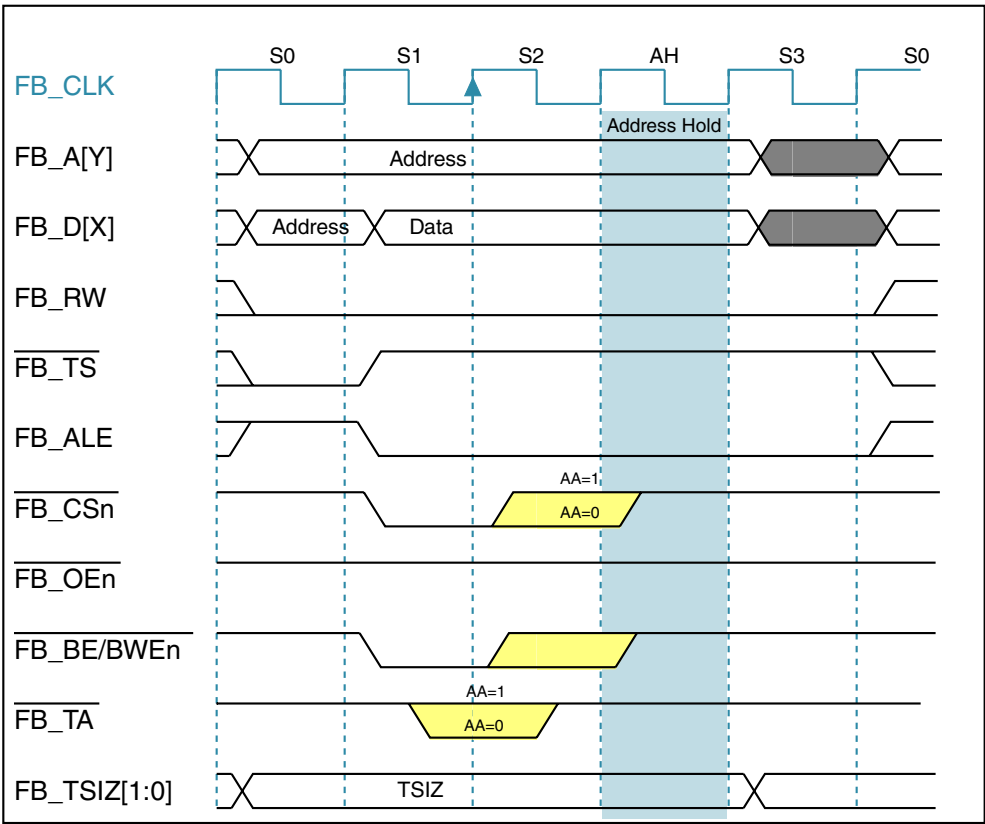 S0 S1 S2 AH S3 S0
FB_CLK
Address Hold
FB_A[Y] Address
FB_D[X] Address Data
FB_RW
FB_TS
FB_ALE
AA=1
FB_CSn AA=0
FB_OEn
FB_BE/BWEn
AA=1
FB_TA AA=0
FB_TSIZ[1:0] TSIZ